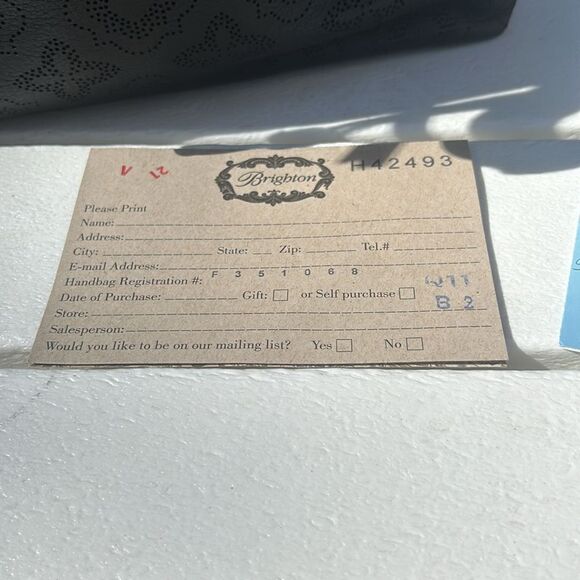 Brighton
H42493
Please Print
Name:
Address:
City: State: Zip: Tel.#
E-mail Address:
Handbag Registration #: F 3 5 1 0 6 8
Date of Purchase: Gift: or Self purchase
Store: B 2
Salesperson:
Would you like to be on our mailing list? Yes No